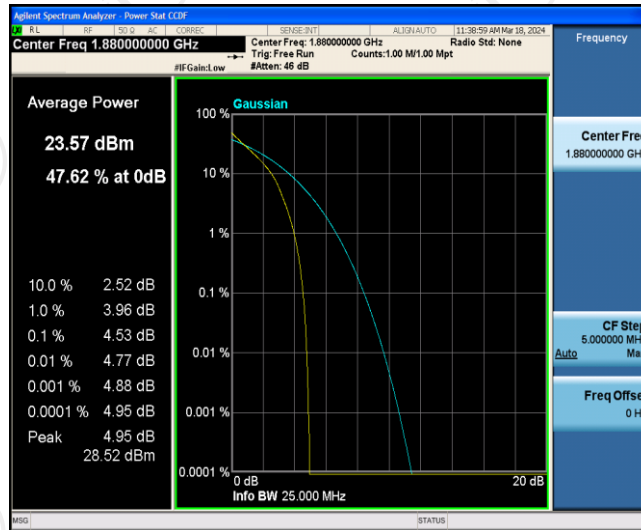 Agilent Spectrum Analyzer - Power Stat CCDF
RL RF 50 Ω AC CORREC SENSE:INT ALIGNAUTO 11:38:59 AM Mar 18, 2024
Center Freq 1.880000000 GHz
Center Freq: 1.880000000 GHz Radio Std: None
Trig: Free Run Counts:1.00 M/1.00 Mpt
#IFGain:Low #Atten: 46 dB
Frequency
Average Power
23.57 dBm
47.62 % at 0dB
10.0 % 2.52 dB
1.0 % 3.96 dB
0.1 % 4.53 dB
0.01 % 4.77 dB
0.001 % 4.88 dB
0.0001 % 4.95 dB
Peak 4.95 dB
28.52 dBm
Gaussian
100 %
10 %
1 %
0.1 %
0.01 %
0.001 %
0.0001 %
0 dB 20 dB
Info BW 25.000 MHz
Center Fre
1.880000000 GH
CF Ste
5.000000 MH
Auto Ma
Freq Offse
0 H
MSG STATUS